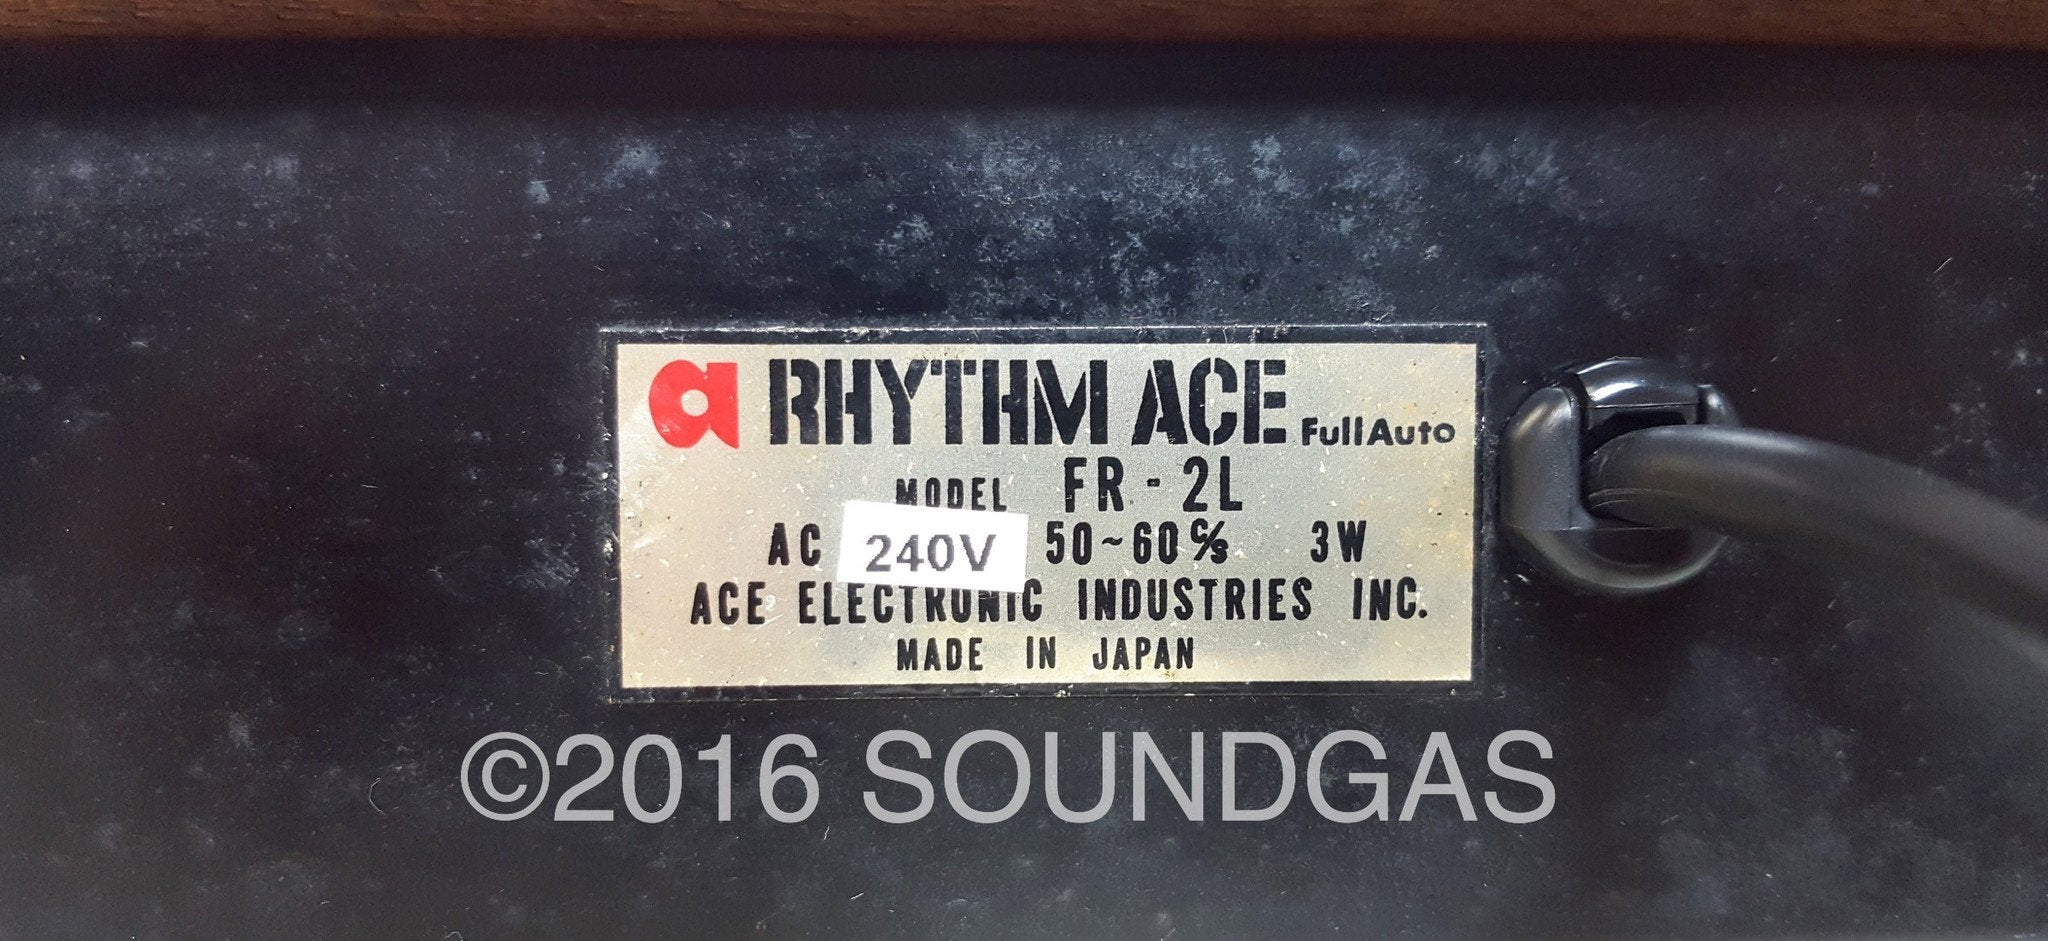 a RHYTHM ACE FullAuto
MODEL FR-2L
AC 240V 50~60 c/s 3W
ACE ELECTRONIC INDUSTRIES INC.
MADE IN JAPAN
©2016 SOUNDGAS